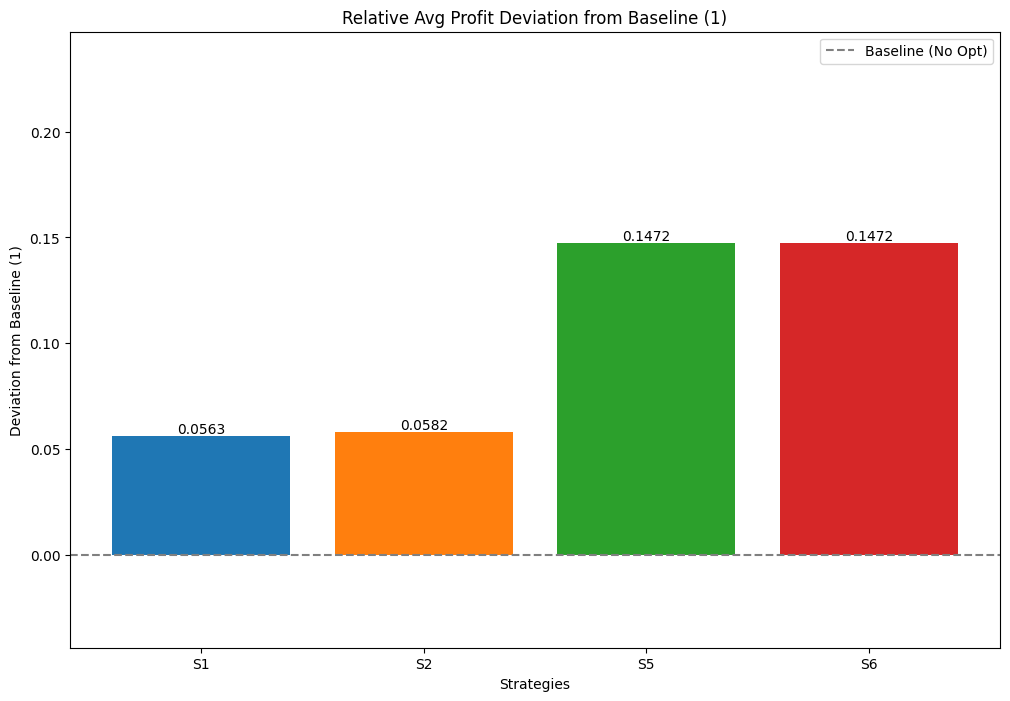 Relative Avg Profit Deviation from Baseline (1)
Baseline (No Opt)
Deviation from Baseline (1)
0.20
0.15
0.10
0.05
0.00
0.0563
0.0582
0.1472
0.1472
S1
S2
S5
S6
Strategies